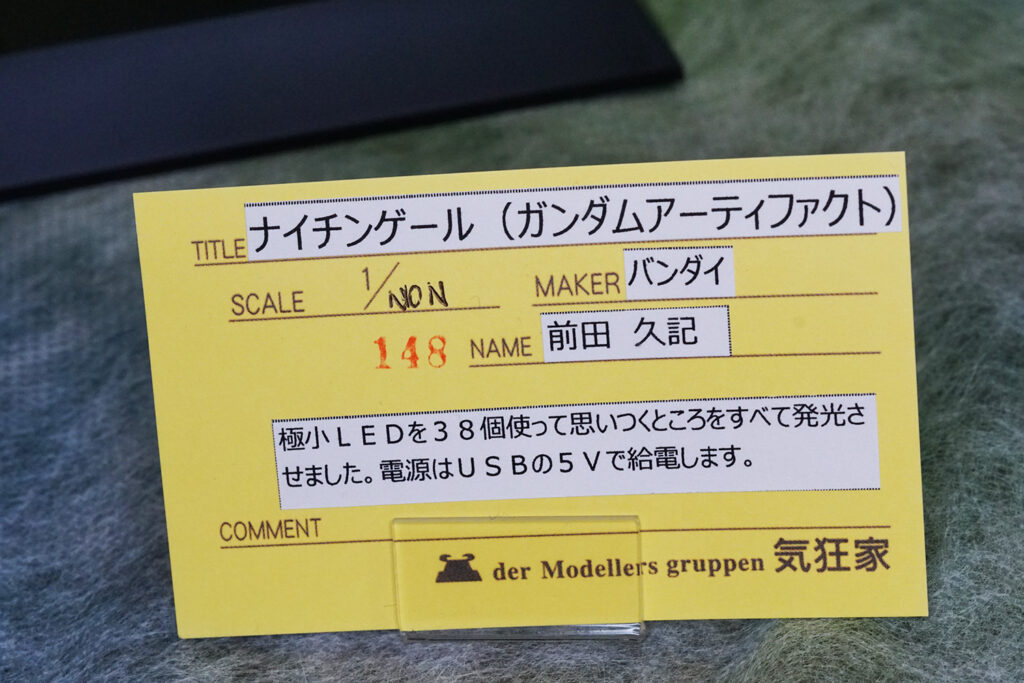 TITLE ナイチンゲール（ガンダムアーティファクト）
SCALE 1/NON MAKER バンダイ
148 NAME 前田 久記
極小ＬＥＤを３８個使って思いつくところをすべて発光さ
せました。電源はＵＳＢの５Ｖで給電します。
COMMENT
der Modellers gruppen 気狂家